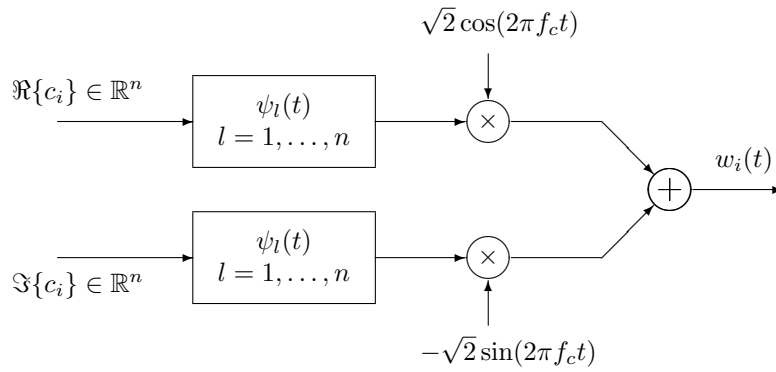 √2 cos(2πf_c t)
ℜ{c_i} ∈ ℝ^n
ψ_l(t)
l = 1, . . . , n
×
w_i(t)
+
ψ_l(t)
l = 1, . . . , n
×
ℑ{c_i} ∈ ℝ^n
−√2 sin(2πf_c t)